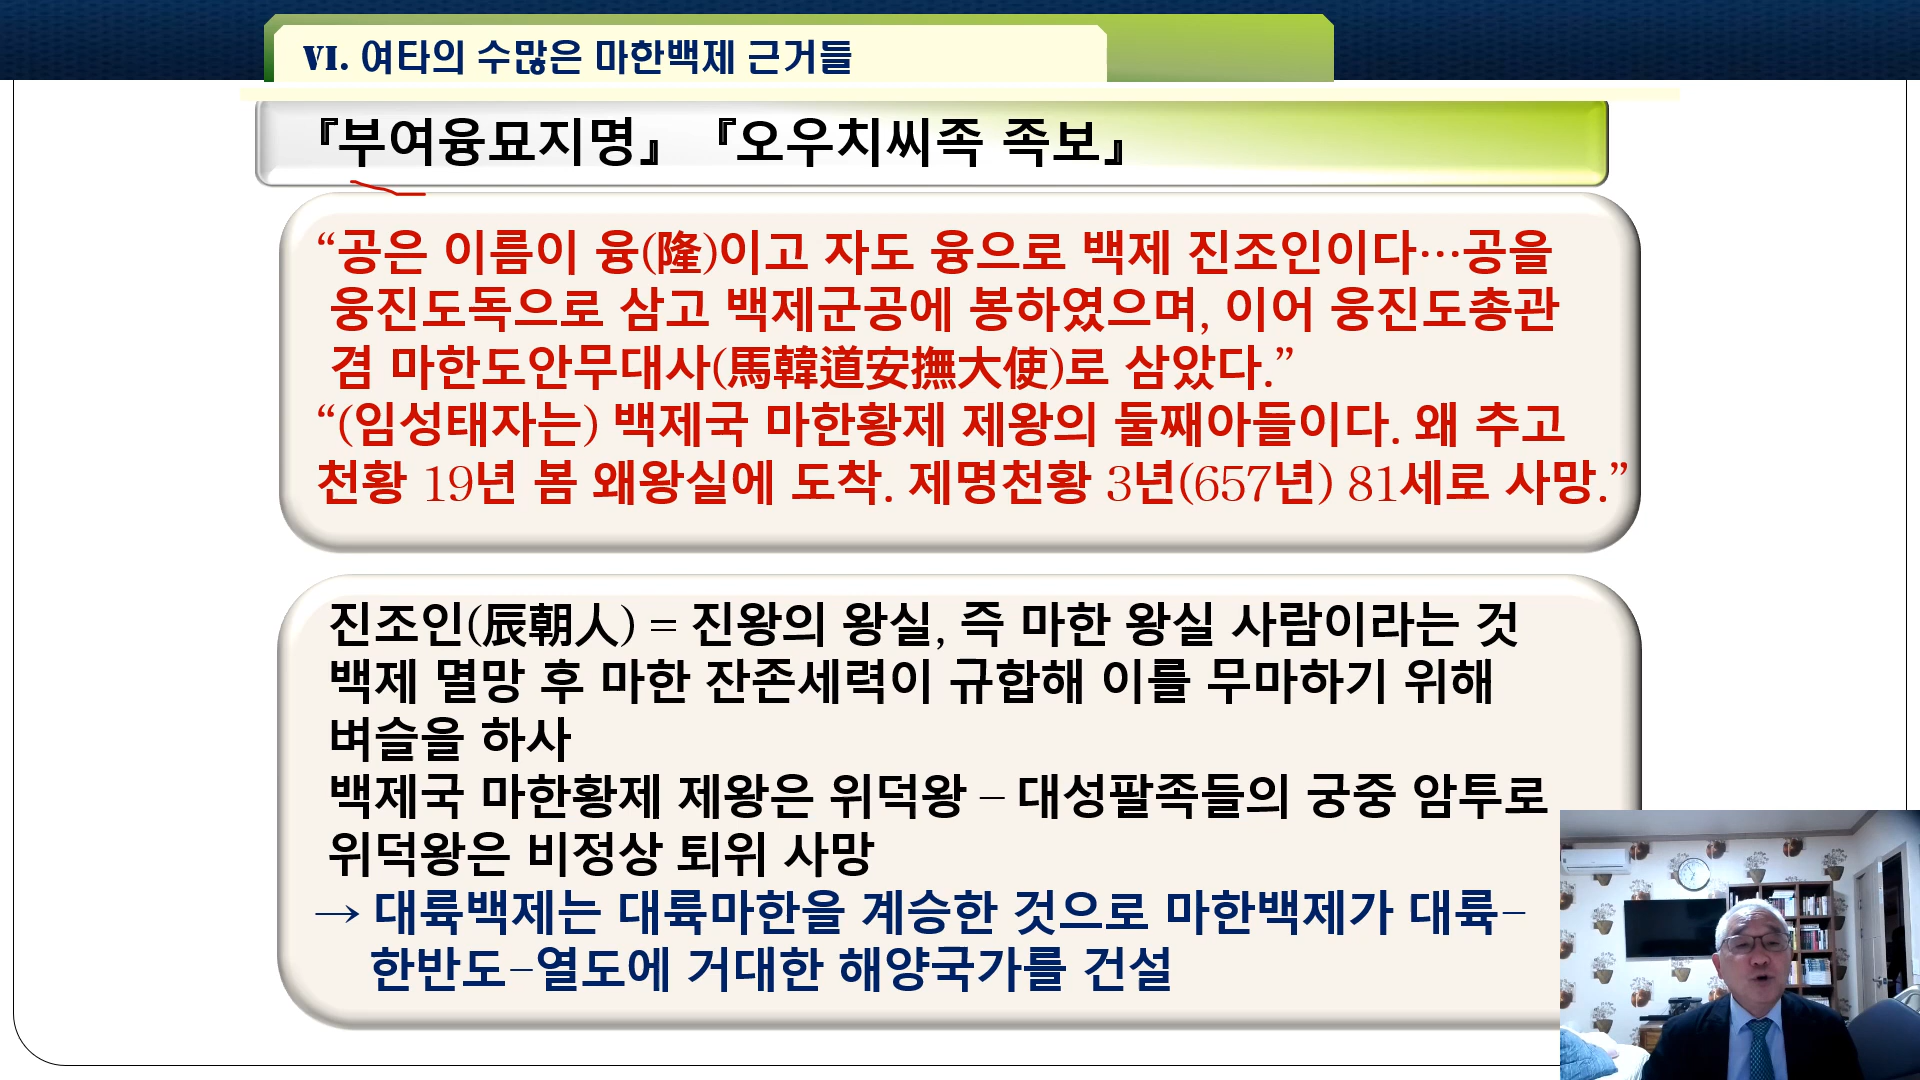 VI. 여타의 수많은 마한백제 근거들
『부여융묘지명』 『오우치씨족 족보』
“공은 이름이 융(隆)이고 자도 융으로 백제 진조인이다…공을
웅진도독으로 삼고 백제군공에 봉하였으며, 이어 웅진도총관
겸 마한도안무대사(馬韓道安撫大使)로 삼았다.”
“(임성태자는) 백제국 마한황제 제왕의 둘째아들이다. 왜 추고
천황 19년 봄 왜왕실에 도착. 제명천황 3년(657년) 81세로 사망.”
진조인(辰朝人) = 진왕의 왕실, 즉 마한 왕실 사람이라는 것
백제 멸망 후 마한 잔존세력이 규합해 이를 무마하기 위해
벼슬을 하사
백제국 마한황제 제왕은 위덕왕 – 대성팔족들의 궁중 암투로
위덕왕은 비정상 퇴위 사망
→ 대륙백제는 대륙마한을 계승한 것으로 마한백제가 대륙–
한반도–열도에 거대한 해양국가를 건설